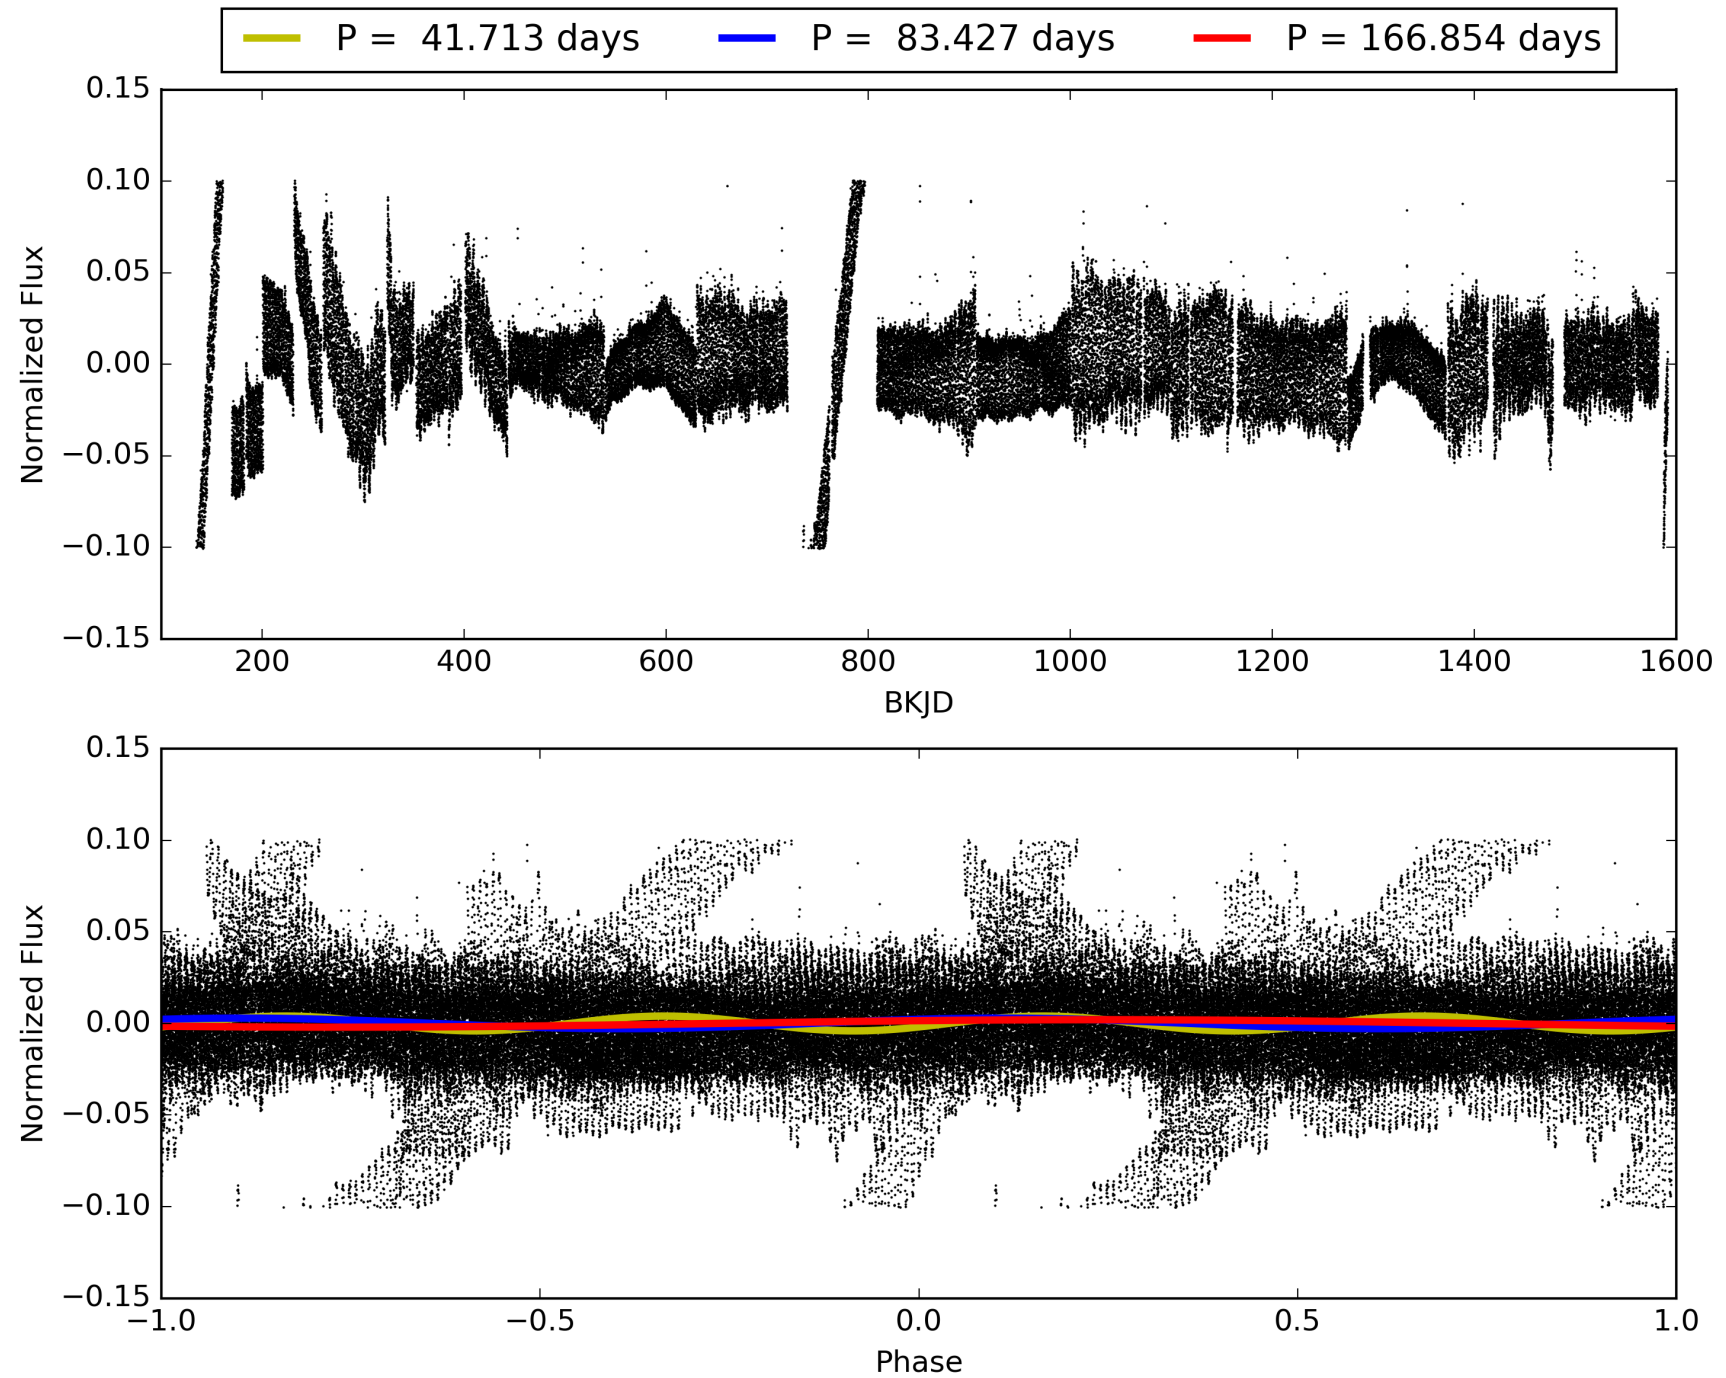 P = 41.713 days P = 83.427 days P = 166.854 days
0.15
0.10
0.05
0.00
−0.05
−0.10
−0.15
Normalized Flux
200 400 600 800 1000 1200 1400 1600
BKJD
0.15
0.10
0.05
0.00
−0.05
−0.10
−0.15
Normalized Flux
−1.0 −0.5 0.0 0.5 1.0
Phase